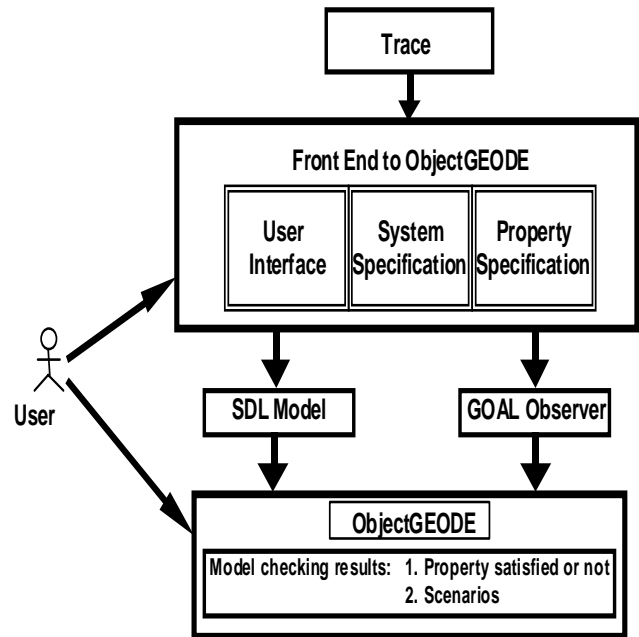 Trace
Front End to ObjectGEODE
User
Interface
System
Specification
Property
Specification
User
SDL Model
GOAL Observer
ObjectGEODE
Model checking results: 1. Property satisfied or not
2. Scenarios